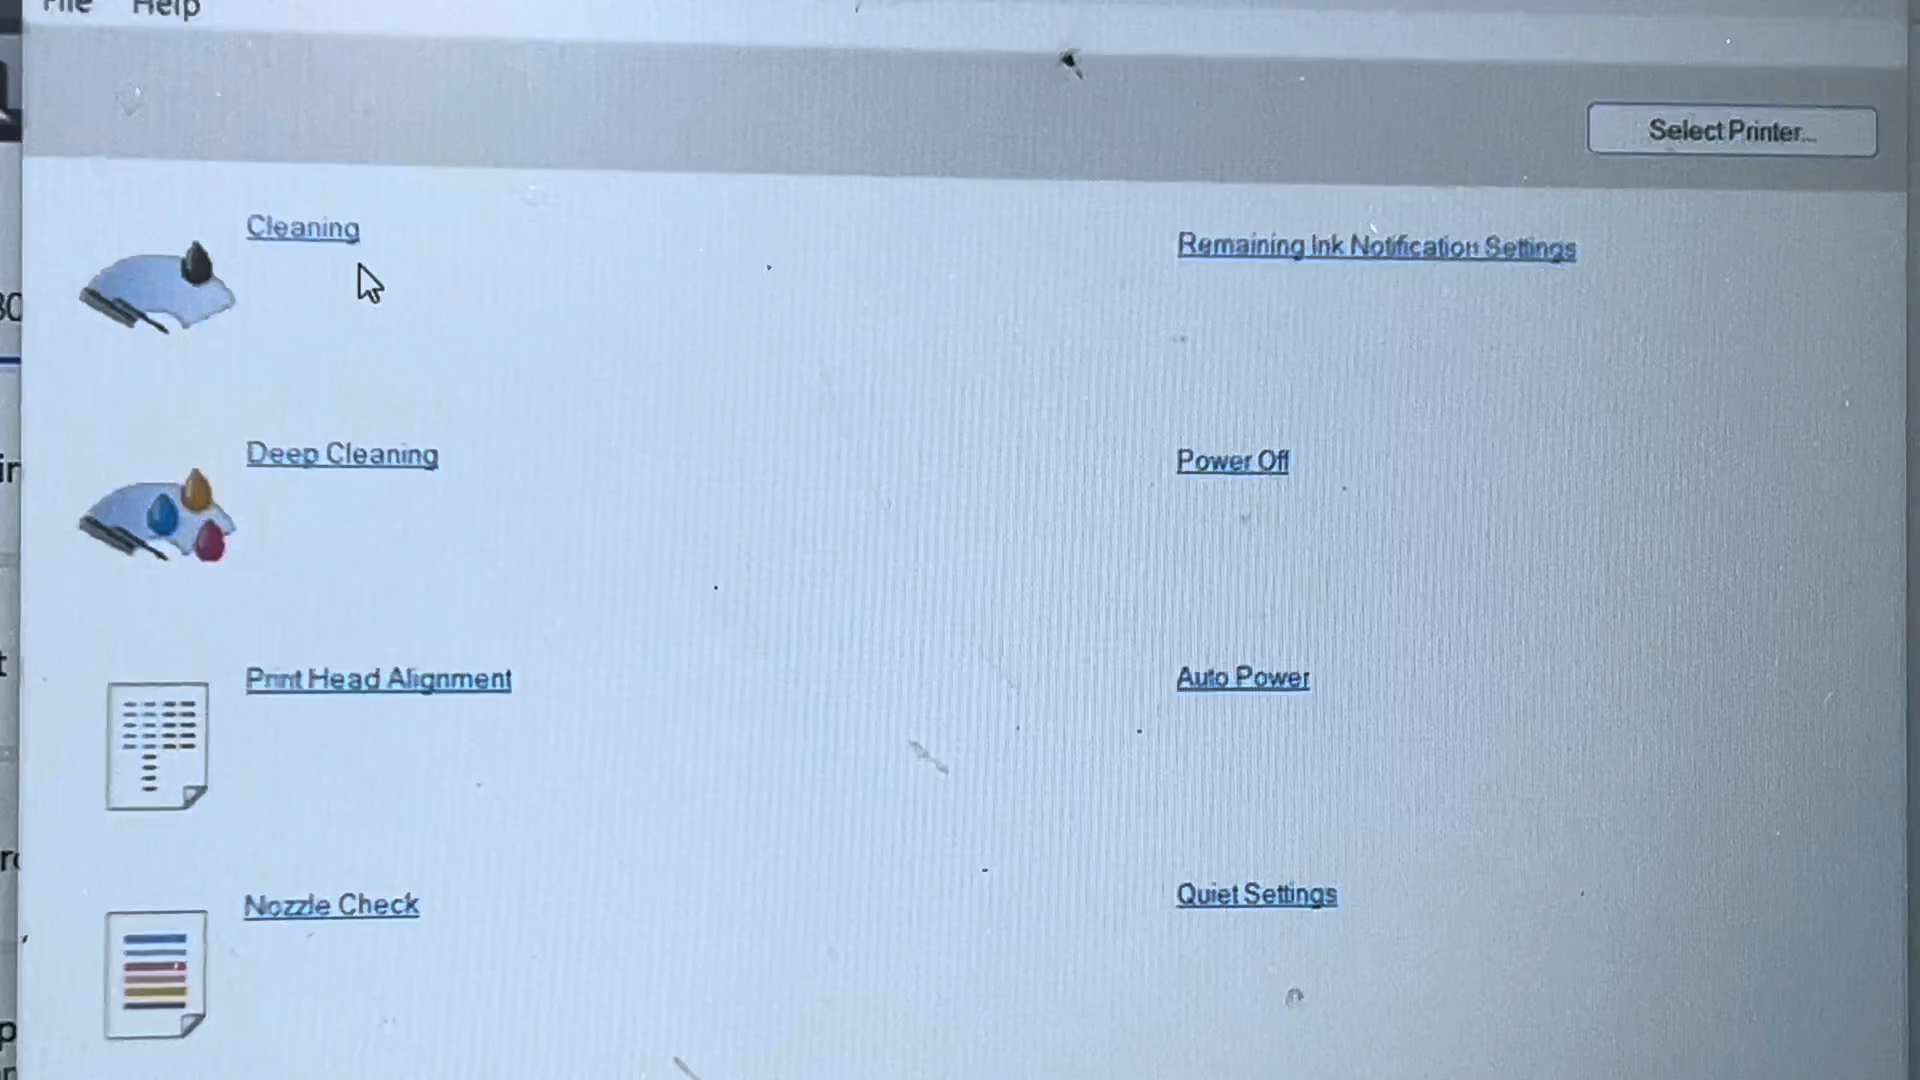 File Help
Select Printer...
Cleaning
Remaining Ink Notification Settings
Deep Cleaning
Power Off
Print Head Alignment
Auto Power
Nozzle Check
Quiet Settings